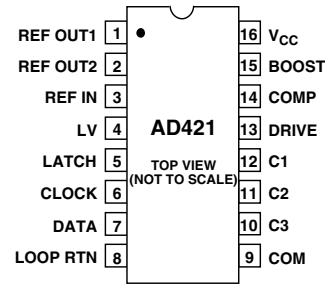 REF OUT1 1 16 VCC
REF OUT2 2 15 BOOST
REF IN 3 14 COMP
LV 4 AD421 13 DRIVE
LATCH 5 TOP VIEW 12 C1
CLOCK 6 (NOT TO SCALE) 11 C2
DATA 7 10 C3
LOOP RTN 8 9 COM